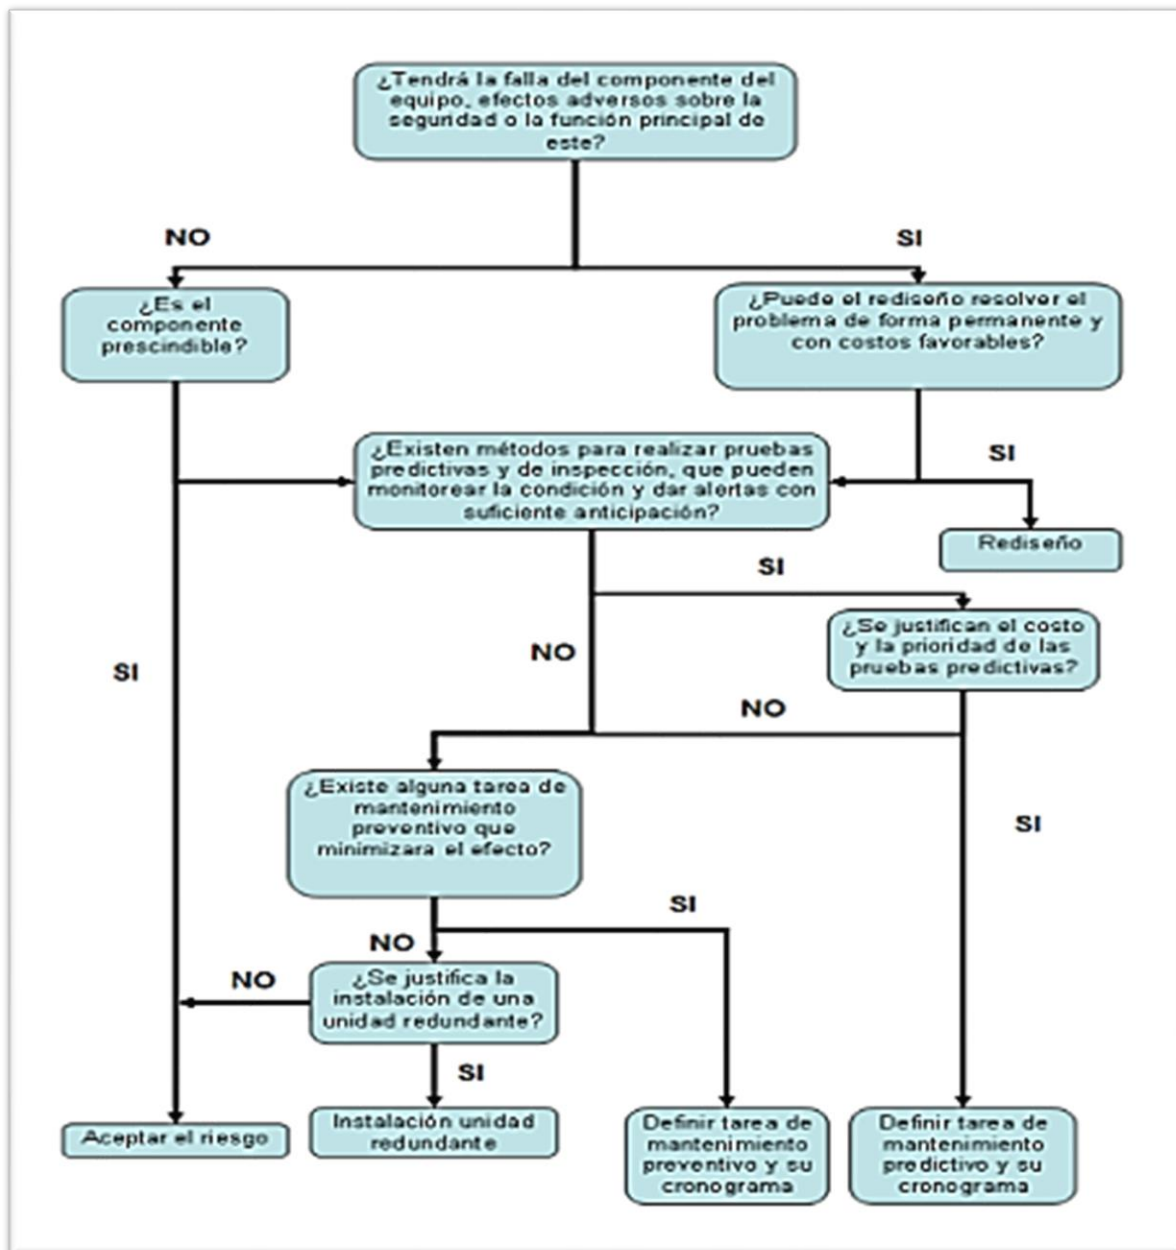 ¿Tendrá la falla del componente del
equipo, efectos adversos sobre la
seguridad o la función principal de
este?
NO
SI
¿Es el
componente
prescindible?
¿Puede el rediseño resolver el
problema de forma permanente y
con costos favorables?
¿Existen métodos para realizar pruebas
predictivas y de inspección, que pueden
monitorear la condición y dar alertas con
suficiente anticipación?
SI
Rediseño
SI
¿Se justifican el costo
y la prioridad de las
pruebas predictivas?
NO
SI
NO
¿Existe alguna tarea de
mantenimiento
preventivo que
minimizara el efecto?
SI
SI
NO
NO
¿Se justifica la
instalación de una
unidad redundante?
SI
Aceptar el riesgo
Instalación unidad
redundante
Definir tarea de
mantenimiento
preventivo y su
cronograma
Definir tarea de
mantenimiento
predictivo y su
cronograma